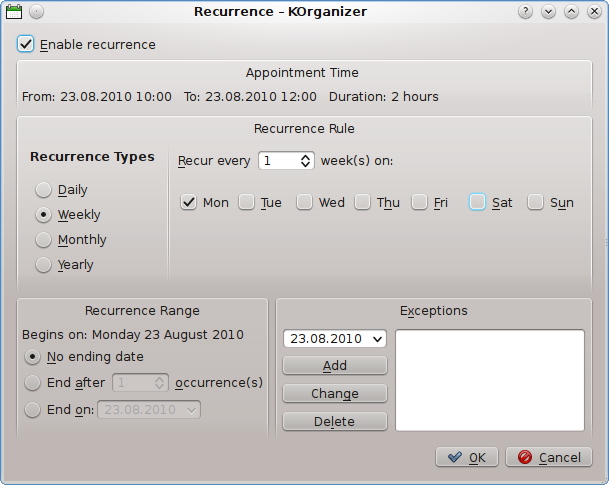 Recurrence – KOrganizer
Enable recurrence
Appointment Time
From: 23.08.2010 10:00 To: 23.08.2010 12:00 Duration: 2 hours
Recurrence Rule
Recurrence Types
Recur every 1 week(s) on:
Daily
Weekly
Monthly
Yearly
Mon Tue Wed Thu Fri Sat Sun
Recurrence Range
Begins on: Monday 23 August 2010
No ending date
End after 1 occurrence(s)
End on: 23.08.2010
Exceptions
23.08.2010
Add
Change
Delete
OK Cancel